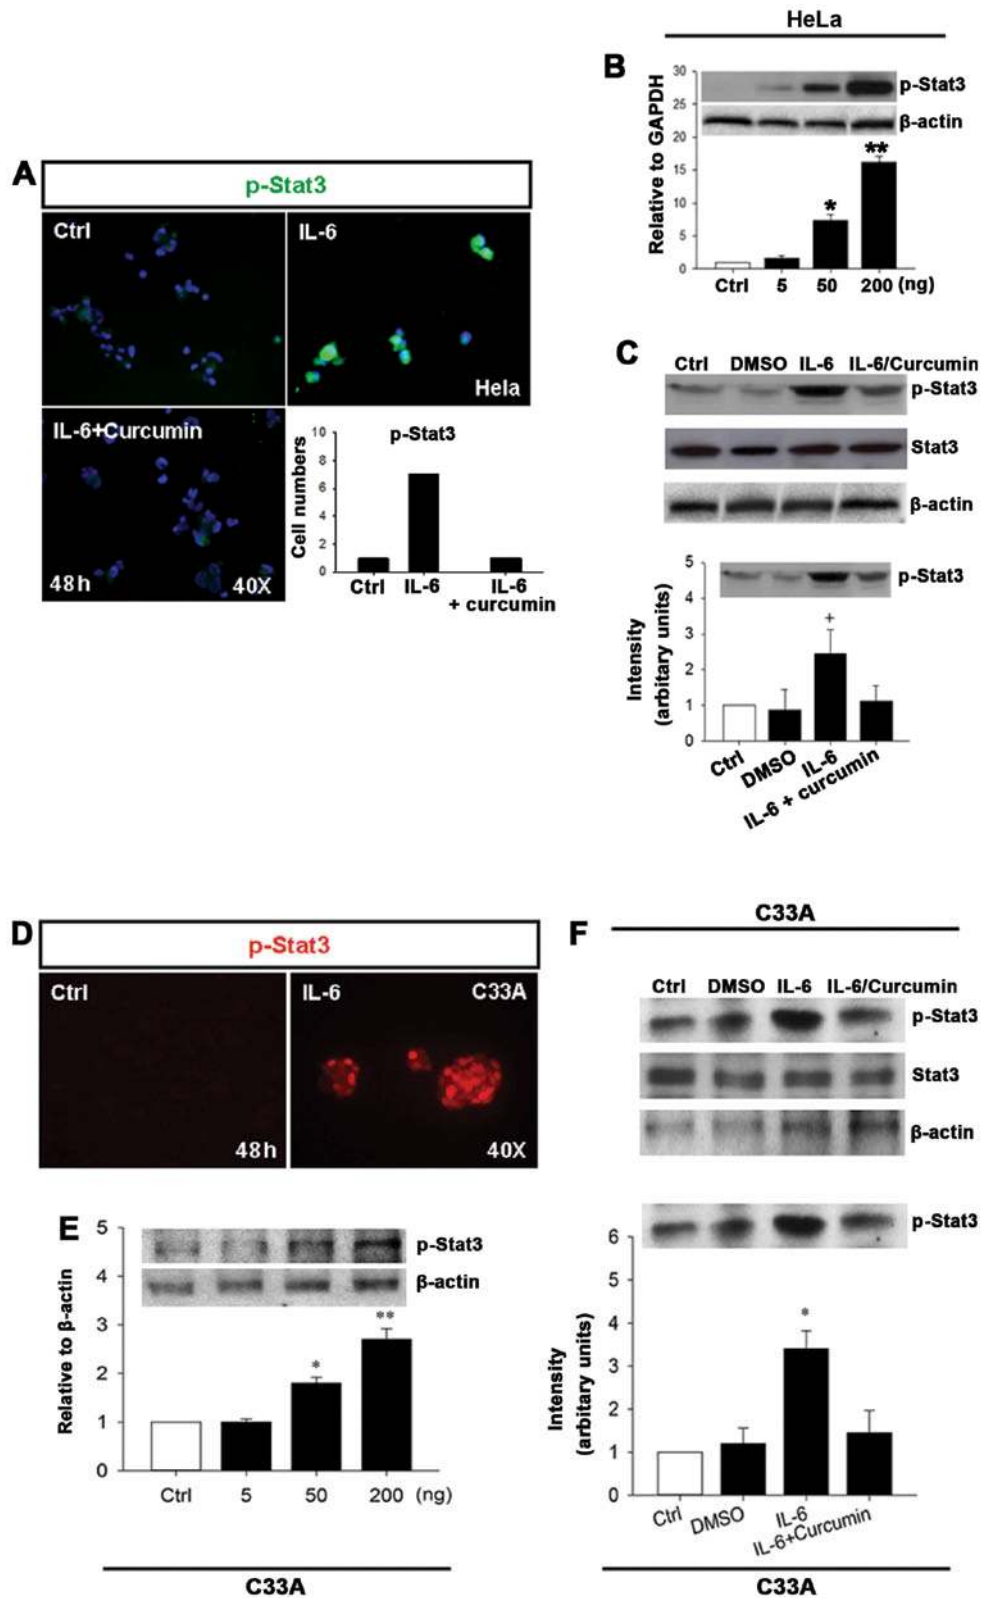 HeLa
A
p-Stat3
Ctrl
IL-6
Hela
IL-6+Curcumin
48h
40X
10
8
6
4
2
0
Cell numbers
p-Stat3
Ctrl
IL-6
IL-6
+ curcumin
B
30
25
20
15
10
5
0
Relative to GAPDH
p-Stat3
β-actin
*
**
Ctrl 5 50 200 (ng)
C
Ctrl DMSO IL-6 IL-6/Curcumin
p-Stat3
Stat3
β-actin
5
4
3
2
1
0
Intensity
(arbitary units)
p-Stat3
+
Ctrl
DMSO
IL-6
IL-6 + curcumin
D
p-Stat3
Ctrl
48h
IL-6
C33A
40X
E
5
4
3
2
1
0
Relative to β-actin
p-Stat3
β-actin
*
**
Ctrl 5 50 200 (ng)
C33A
F
C33A
Ctrl DMSO IL-6 IL-6/Curcumin
p-Stat3
Stat3
β-actin
p-Stat3
6
5
4
3
2
1
0
Intensity
(arbitary units)
*
Ctrl
DMSO
IL-6
IL-6+Curcumin
C33A